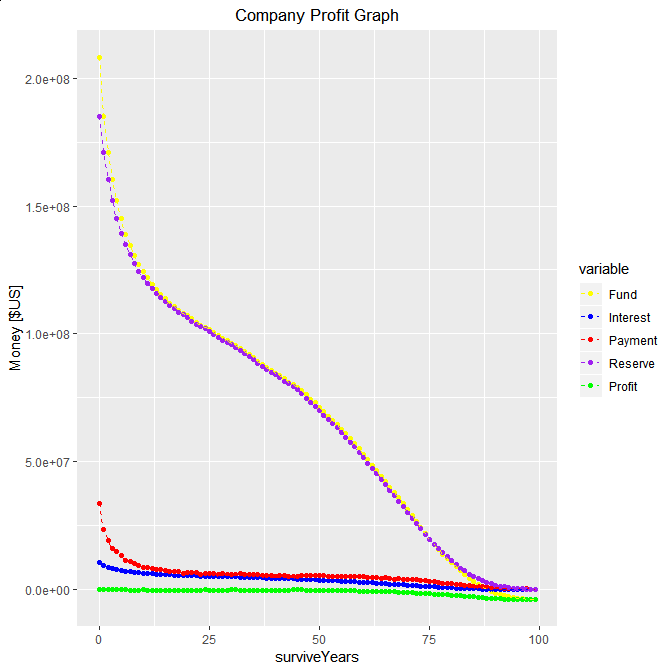 Company Profit Graph
2.0e+08
1.5e+08
1.0e+08
5.0e+07
0.0e+00
Money [$US]
0 25 50 75 100
surviveYears
variable
Fund
Interest
Payment
Reserve
Profit